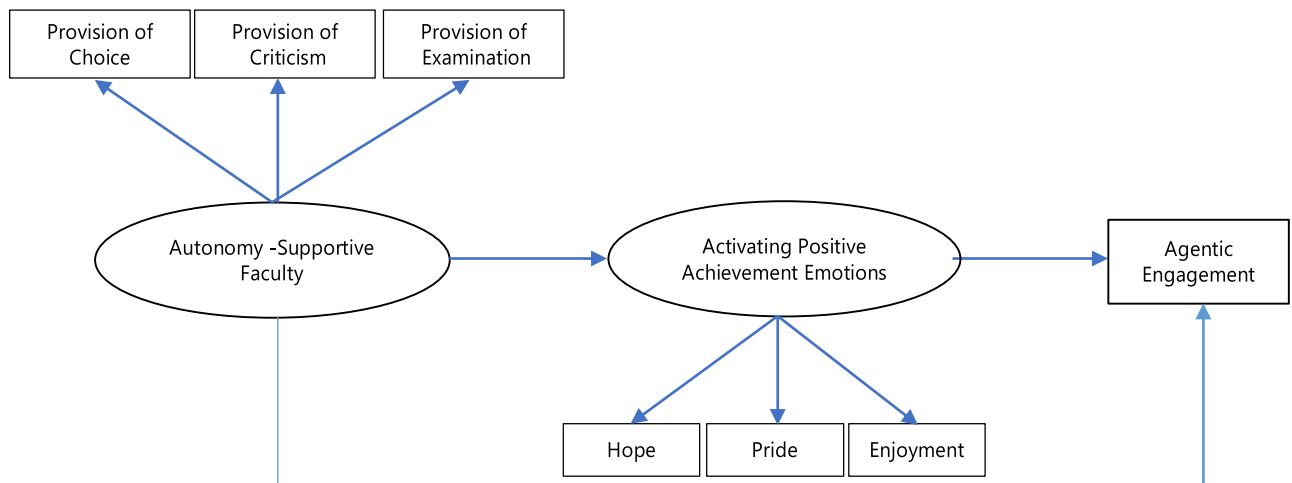 Provision of
Choice
Provision of
Criticism
Provision of
Examination
Autonomy -Supportive
Faculty
Activating Positive
Achievement Emotions
Agentic
Engagement
Hope
Pride
Enjoyment